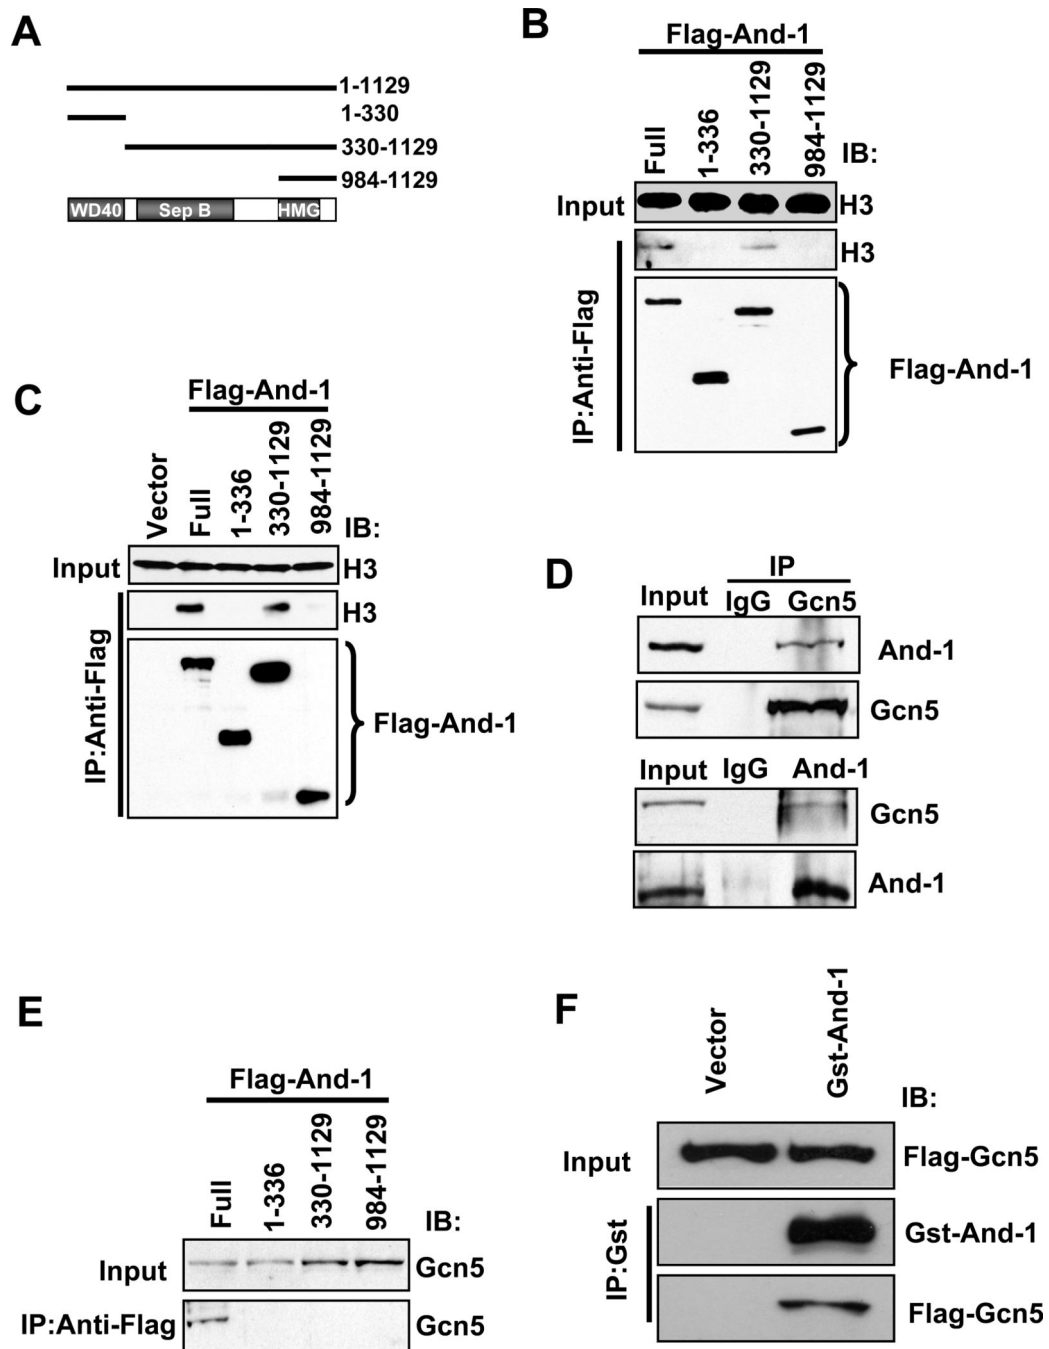 A
1-1129
1-330
330-1129
984-1129
WD40 Sep B HMG
B
Flag-And-1
Full 1-336 330-1129 984-1129 IB:
Input H3
H3
IP:Anti-Flag
Flag-And-1
C
Flag-And-1
Vector Full 1-336 330-1129 984-1129 IB:
Input H3
H3
IP:Anti-Flag
Flag-And-1
D
IP
Input IgG Gcn5
And-1
Gcn5
Input IgG And-1
Gcn5
And-1
E
Flag-And-1
Full 1-336 330-1129 984-1129 IB:
Input Gcn5
IP:Anti-Flag Gcn5
F
Vector Gst-And-1 IB:
Input Flag-Gcn5
IP:Gst
Gst-And-1
Flag-Gcn5